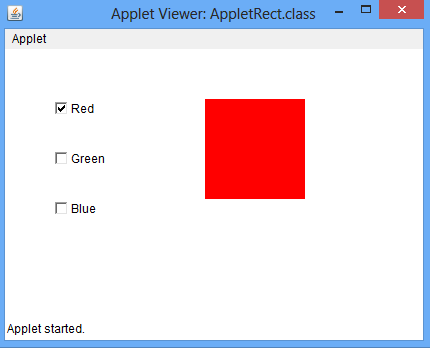 Applet Viewer: AppletRect.class
Applet
Red
Green
Blue
Applet started.